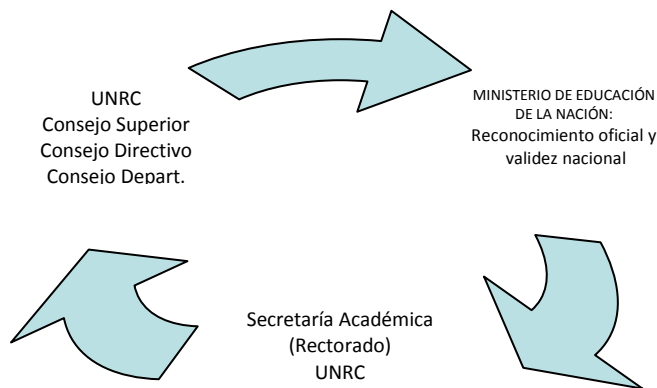 UNRC
Consejo Superior
Consejo Directivo
Consejo Depart.
MINISTERIO DE EDUCACIÓN
DE LA NACIÓN:
Reconocimiento oficial y
validez nacional
Secretaría Académica
(Rectorado)
UNRC